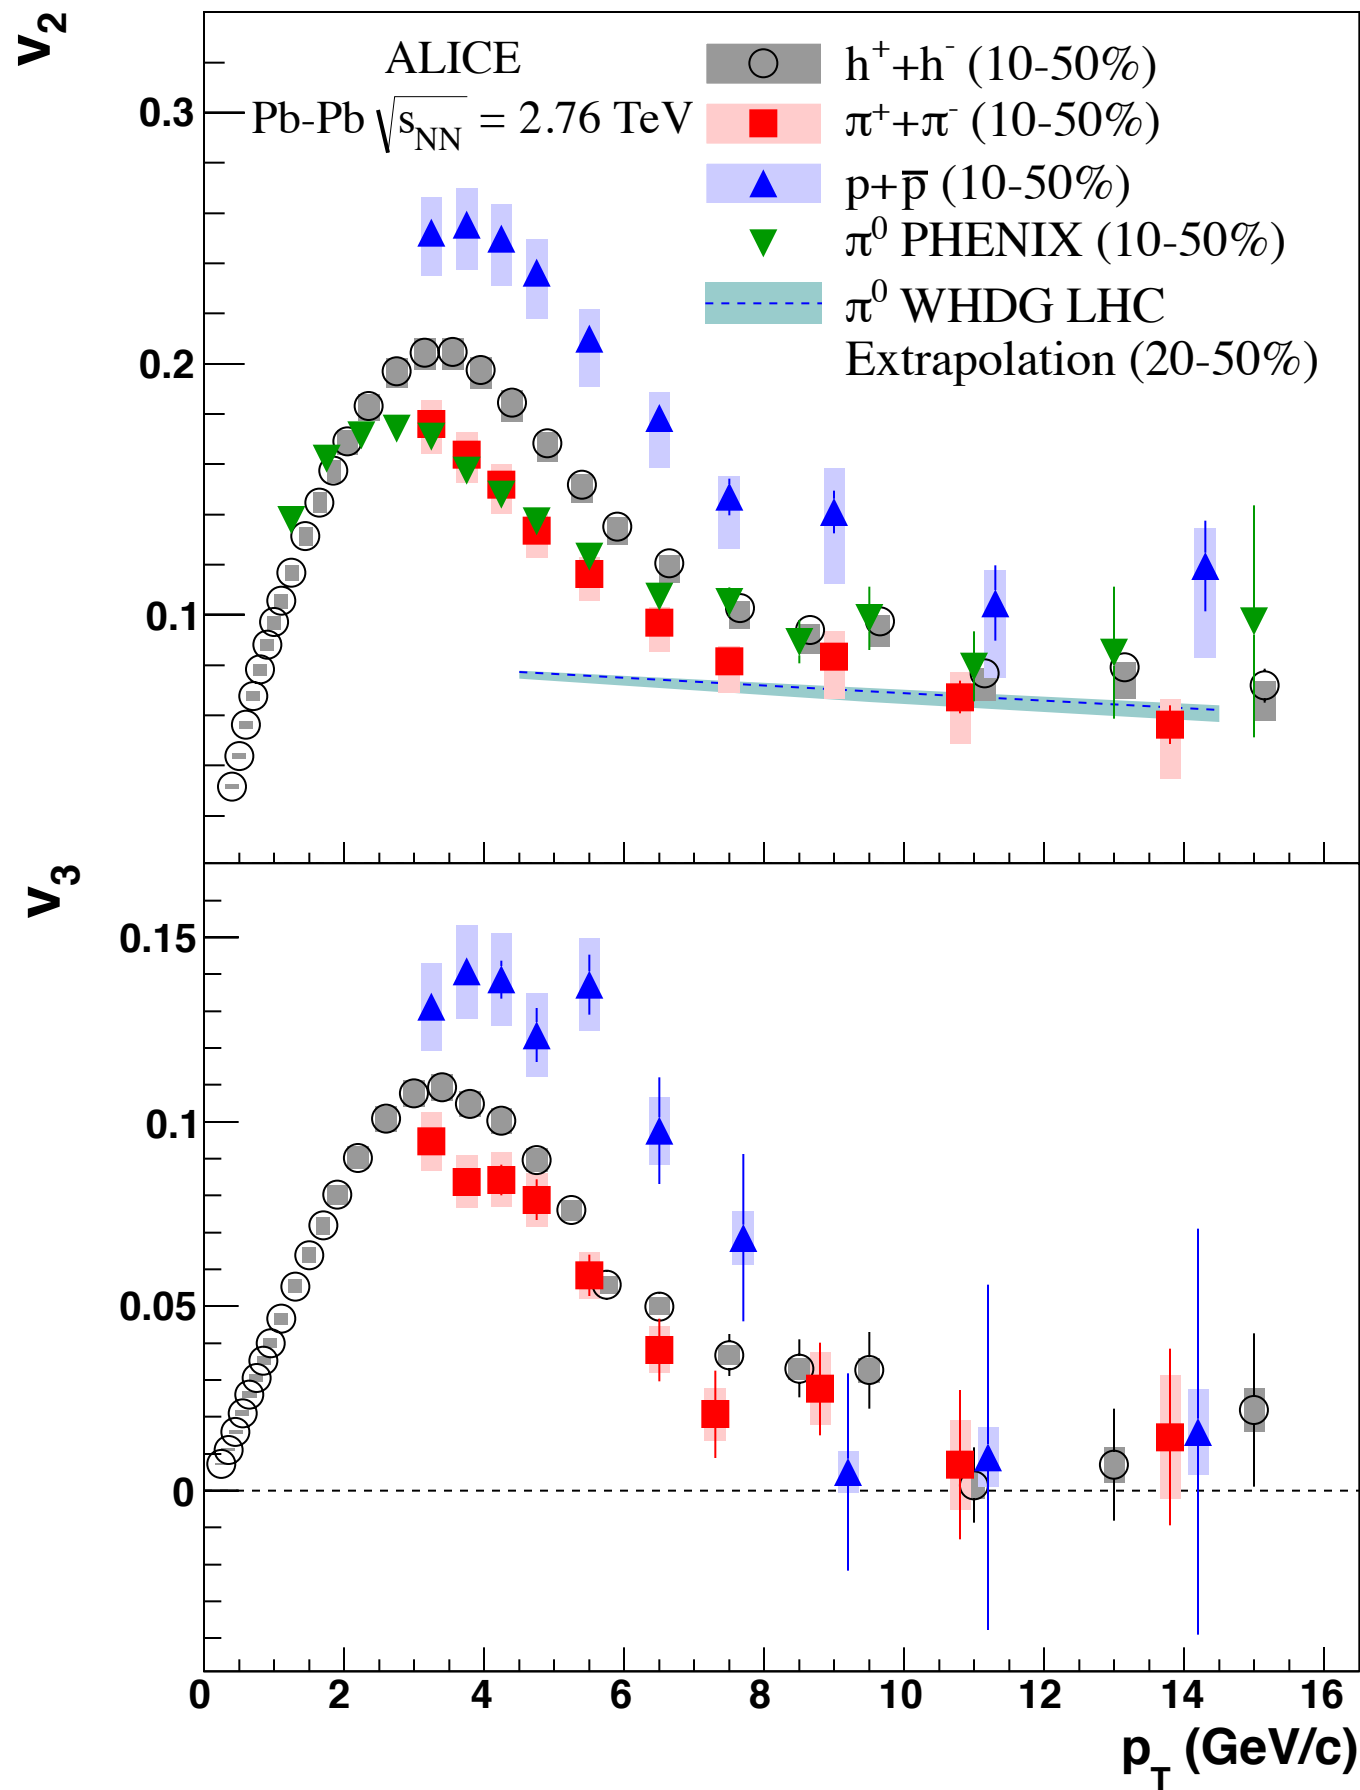 v2
ALICE
Pb-Pb √sNN = 2.76 TeV
h+ + h- (10-50%)
π+ + π- (10-50%)
p+p̅ (10-50%)
π0 PHENIX (10-50%)
π0 WHDG LHC
Extrapolation (20-50%)
0.3
0.2
0.1
v3
0.15
0.1
0.05
0
0 2 4 6 8 10 12 14 16
pT (GeV/c)